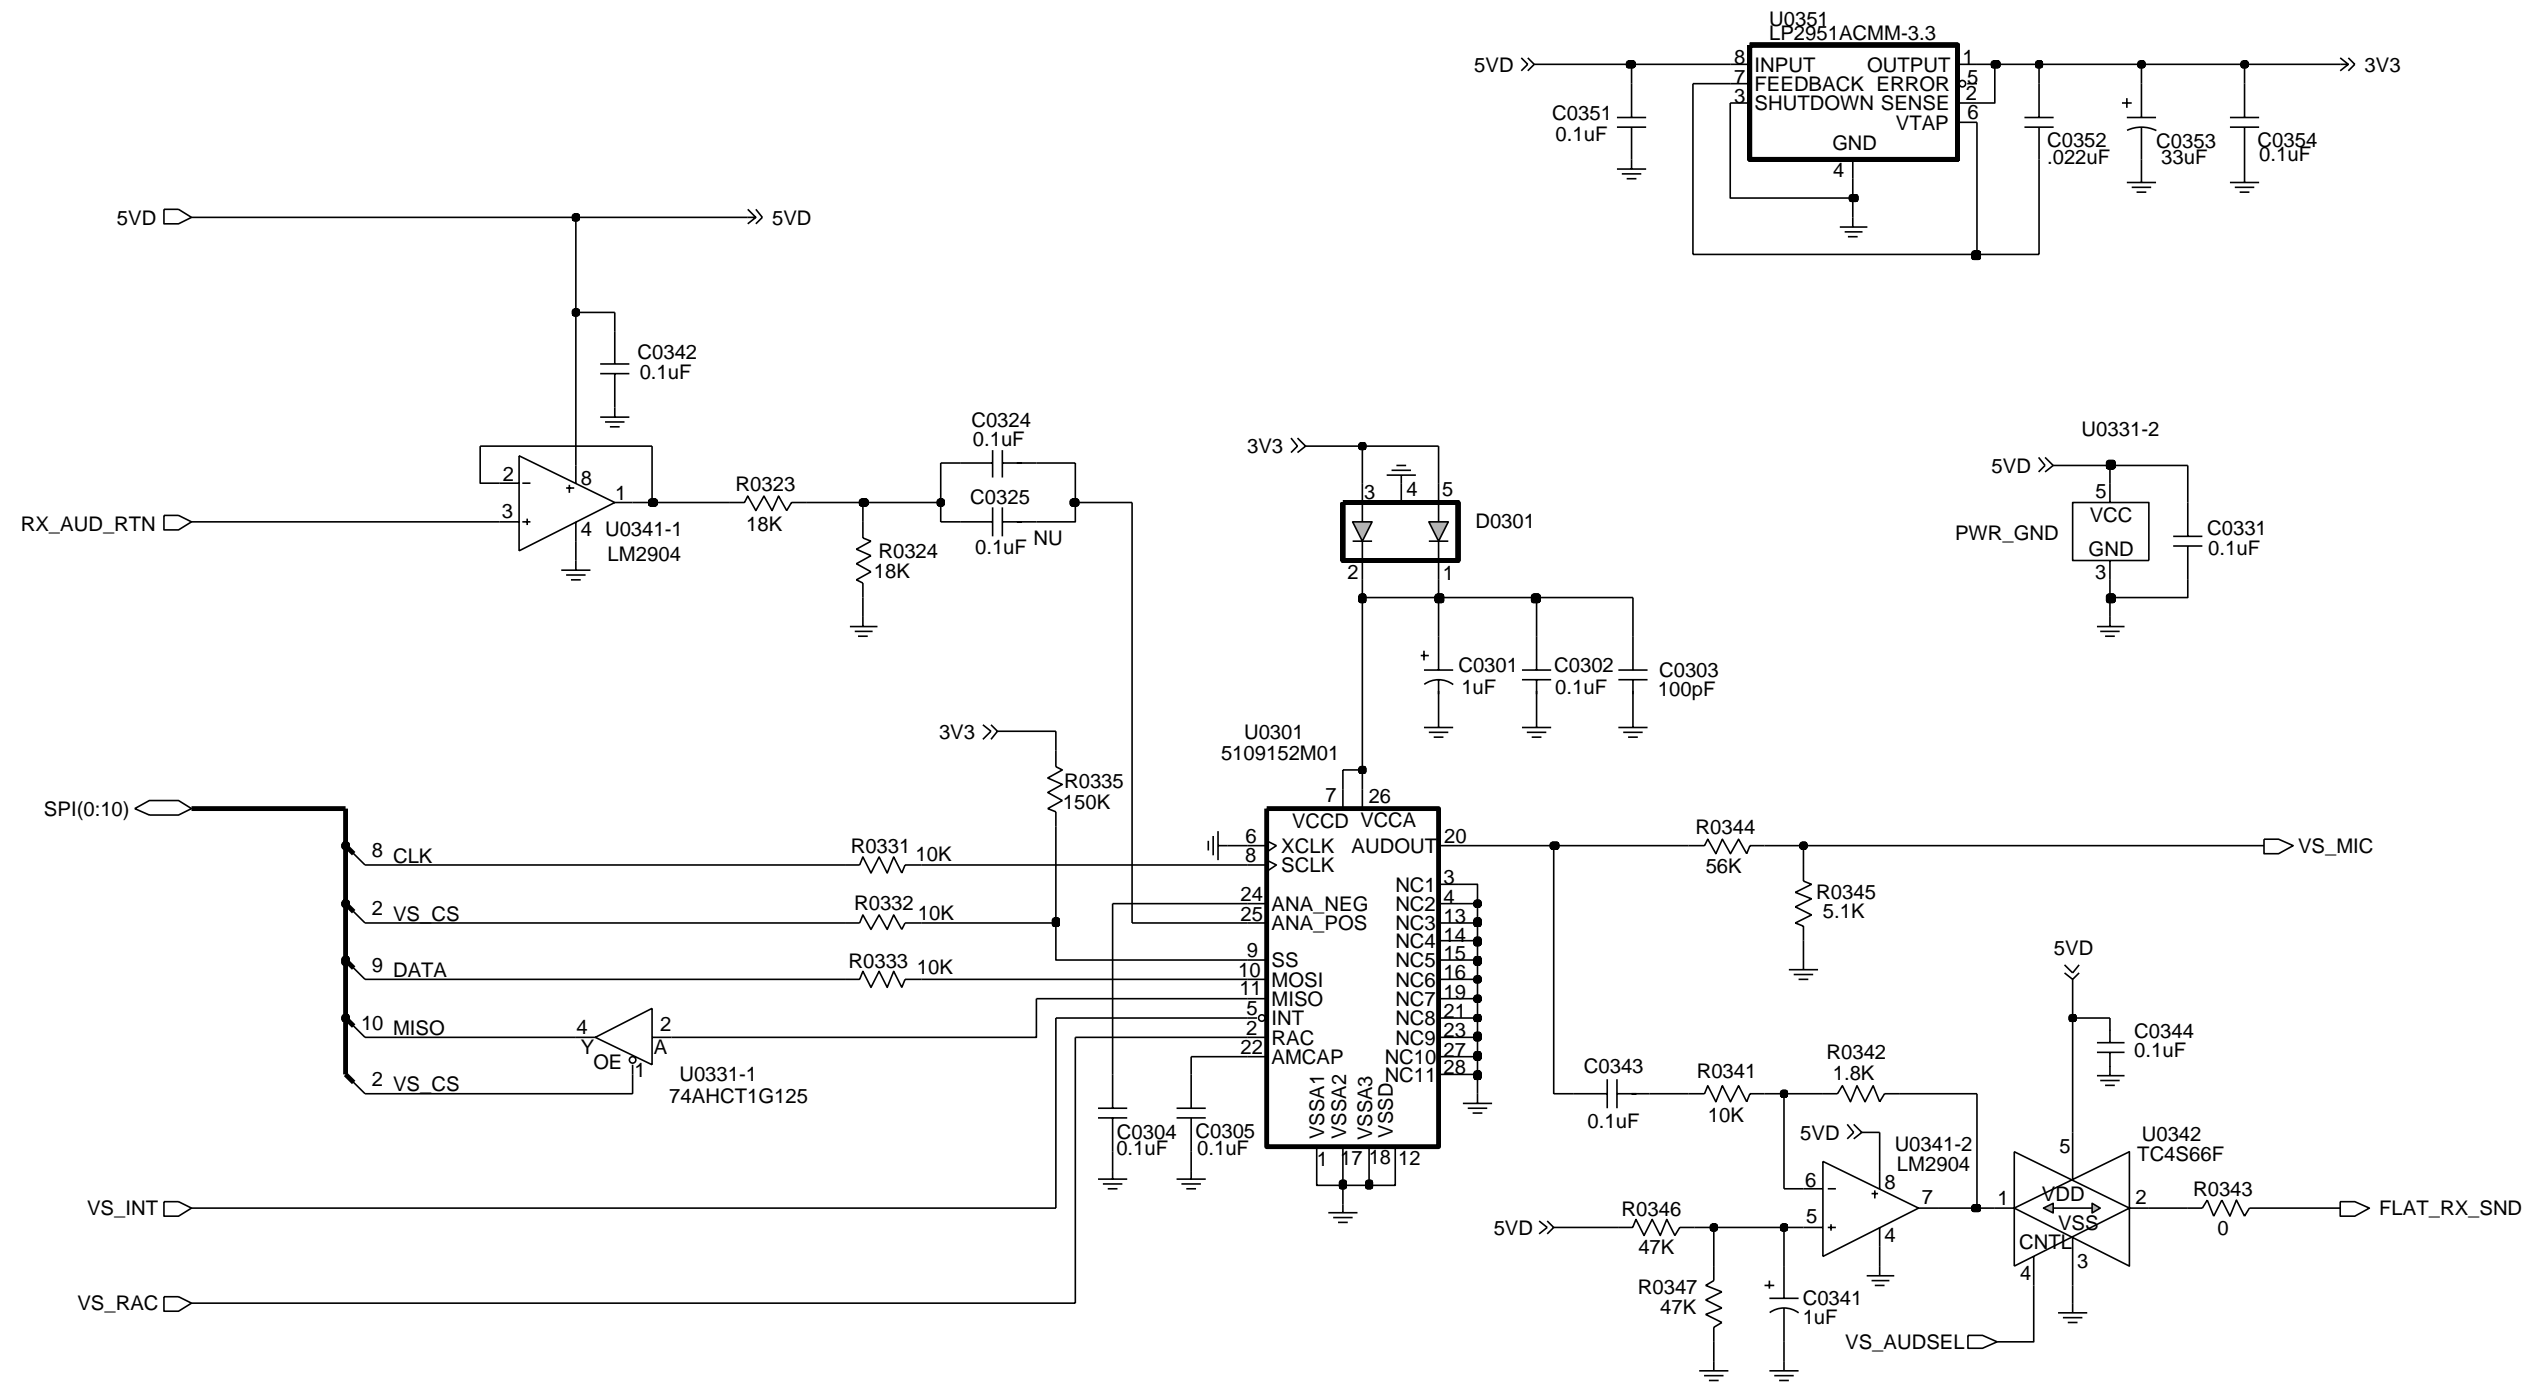 U0351
LP2951ACMM-3.3
5VD
8
INPUT
OUTPUT
1
3V3
7
FEEDBACK
ERROR
5
3
SHUTDOWN
SENSE
2
VTAP
6
GND
4
C0351
0.1uF
C0352
.022uF
+
C0353
33uF
C0354
0.1uF
5VD
5VD
C0342
0.1uF
RX_AUD_RTN
2
-
3
+
+
8
1
4
U0341-1
LM2904
R0323
18K
R0324
18K
C0324
0.1uF
C0325
0.1uF
NU
3V3
3
4
5
D0301
2
1
+
C0301
1uF
C0302
0.1uF
C0303
100pF
U0331-2
5VD
5
VCC
PWR_GND
GND
3
C0331
0.1uF
3V3
R0335
150K
U0301
5109152M01
7
26
VCCD
VCCA
SPI(0:10)
8
CLK
R0331
10K
2
VS_CS
R0332
10K
9
DATA
R0333
10K
10
MISO
4
Y
OE
1
2
A
2
VS_CS
U0331-1
74AHCT1G125
VS_INT
VS_RAC
6
XCLK
8
SCLK
24
ANA_NEG
25
ANA_POS
9
SS
10
MOSI
11
MISO
5
INT
2
RAC
22
AMCAP
AUDOUT
20
NC1
3
NC2
4
NC3
13
NC4
14
NC5
15
NC6
16
NC7
19
NC8
21
NC9
23
NC10
27
NC11
28
VSSA1
VSSA2
VSSA3
VSSD
1
17
18
12
C0304
0.1uF
C0305
0.1uF
R0344
56K
VS_MIC
R0345
5.1K
C0343
0.1uF
R0341
10K
R0342
1.8K
5VD
U0341-2
LM2904
6
-
5
+
+
8
7
4
5VD
R0346
47K
R0347
47K
+
C0341
1uF
5VD
C0344
0.1uF
U0342
TC4S66F
5
1
VDD
VSS
CNTL
2
4
3
R0343
0
FLAT_RX_SND
VS_AUDSEL